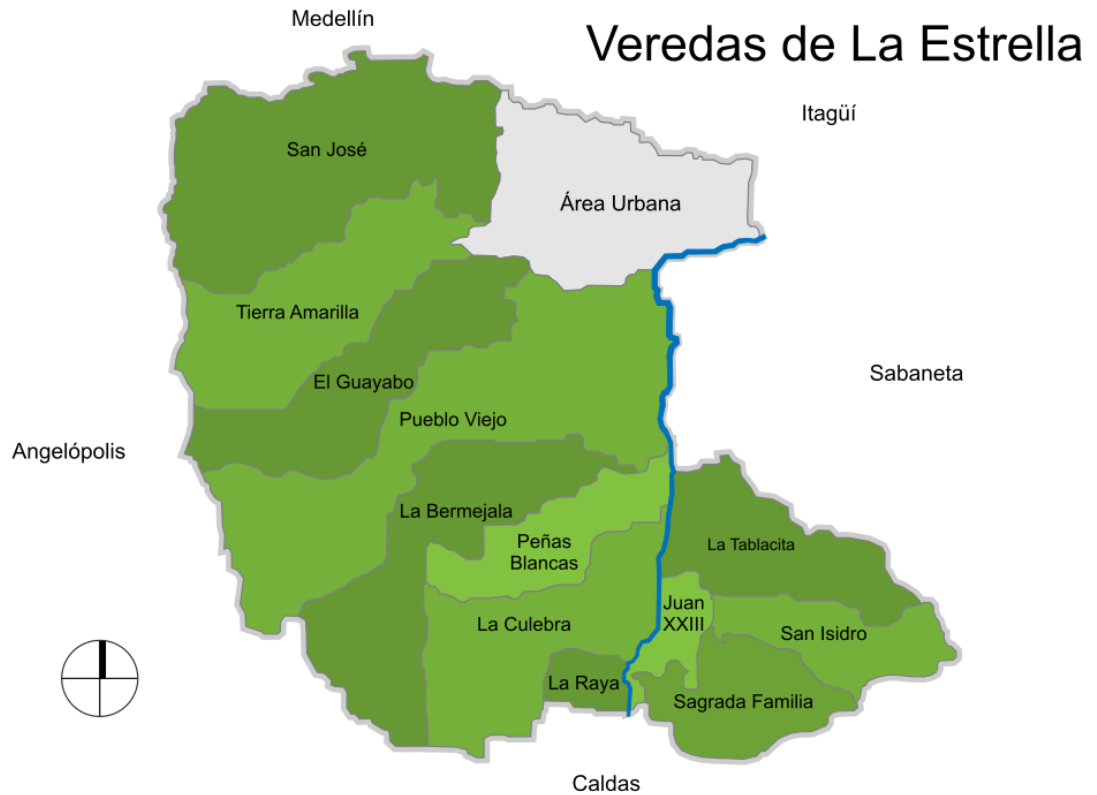 Medellín
Veredas de La Estrella
Itagüí
San José
Área Urbana
Tierra Amarilla
Sabaneta
El Guayabo
Pueblo Viejo
Angelópolis
La Bermejala
Peñas
Blancas
La Tablacita
Juan
XXIII
La Culebra
San Isidro
La Raya
Sagrada Familia
Caldas